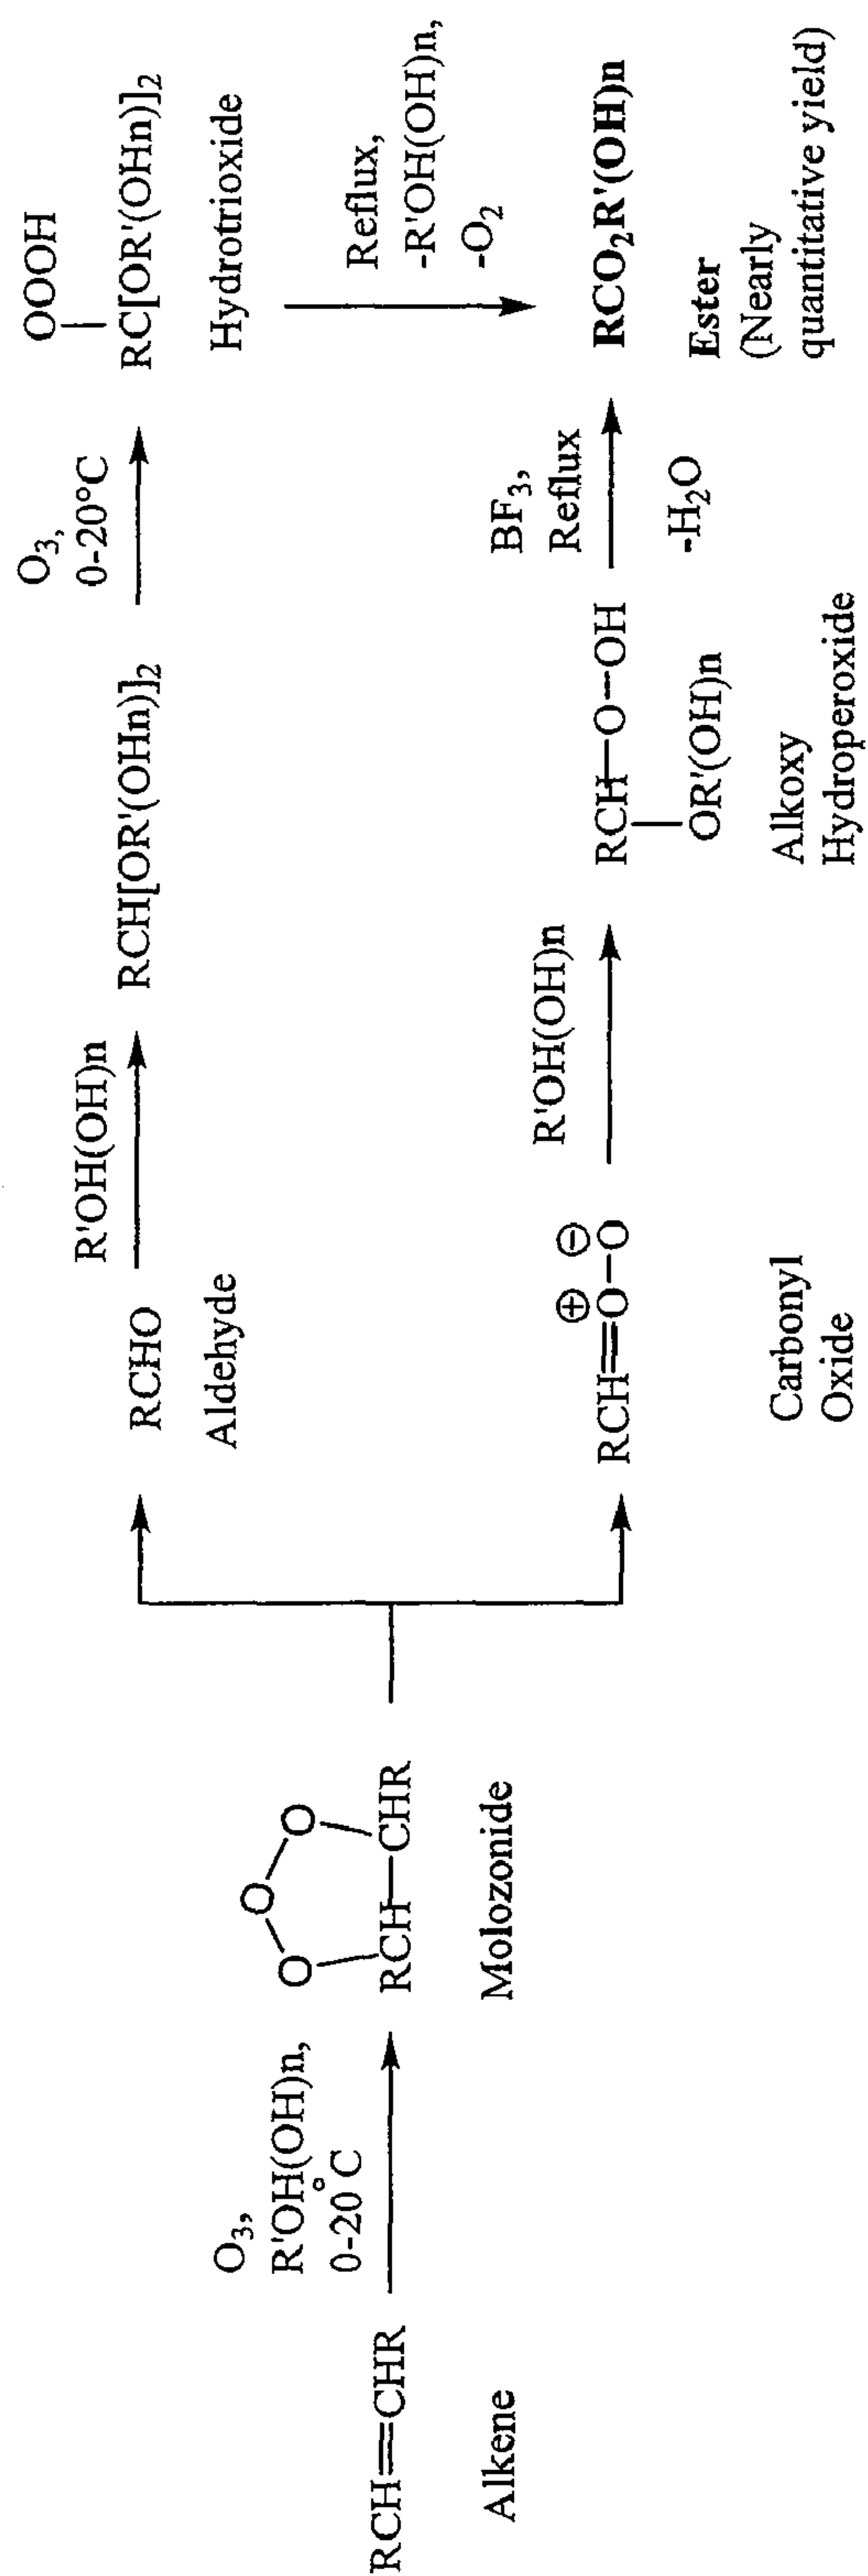 RCH=CHR
Alkene
O3,
R'OH(OH)n,
0-20°C
O
O
O
RCH—CHR
Molozonide
RCHO
Aldehyde
R'OH(OH)n
RCH[OR'(OHn)]2
O3,
0-20°C
OOOH
RC[OR'(OHn)]2
Hydrotrioxide
Reflux,
-R'OH(OH)n,
-O2
⊕ ⊖
RCH=O–O
Carbonyl
Oxide
R'OH(OH)n
RCH—O–OH
OR'(OH)n
Alkoxy
Hydroperoxide
BF3,
Reflux
-H2O
RCO2R'(OH)n
Ester
(Nearly
quantitative yield)